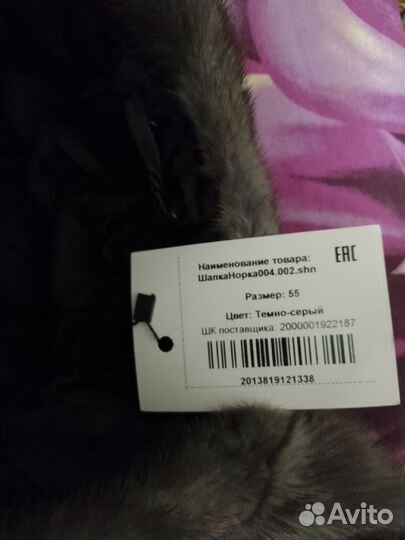 Наименование товара:
ШапкаНорка004.002.shn
EAC
Размер: 55
Цвет: Темно-серый
ШК поставщика: 2000001922187
2013819121338
Avito